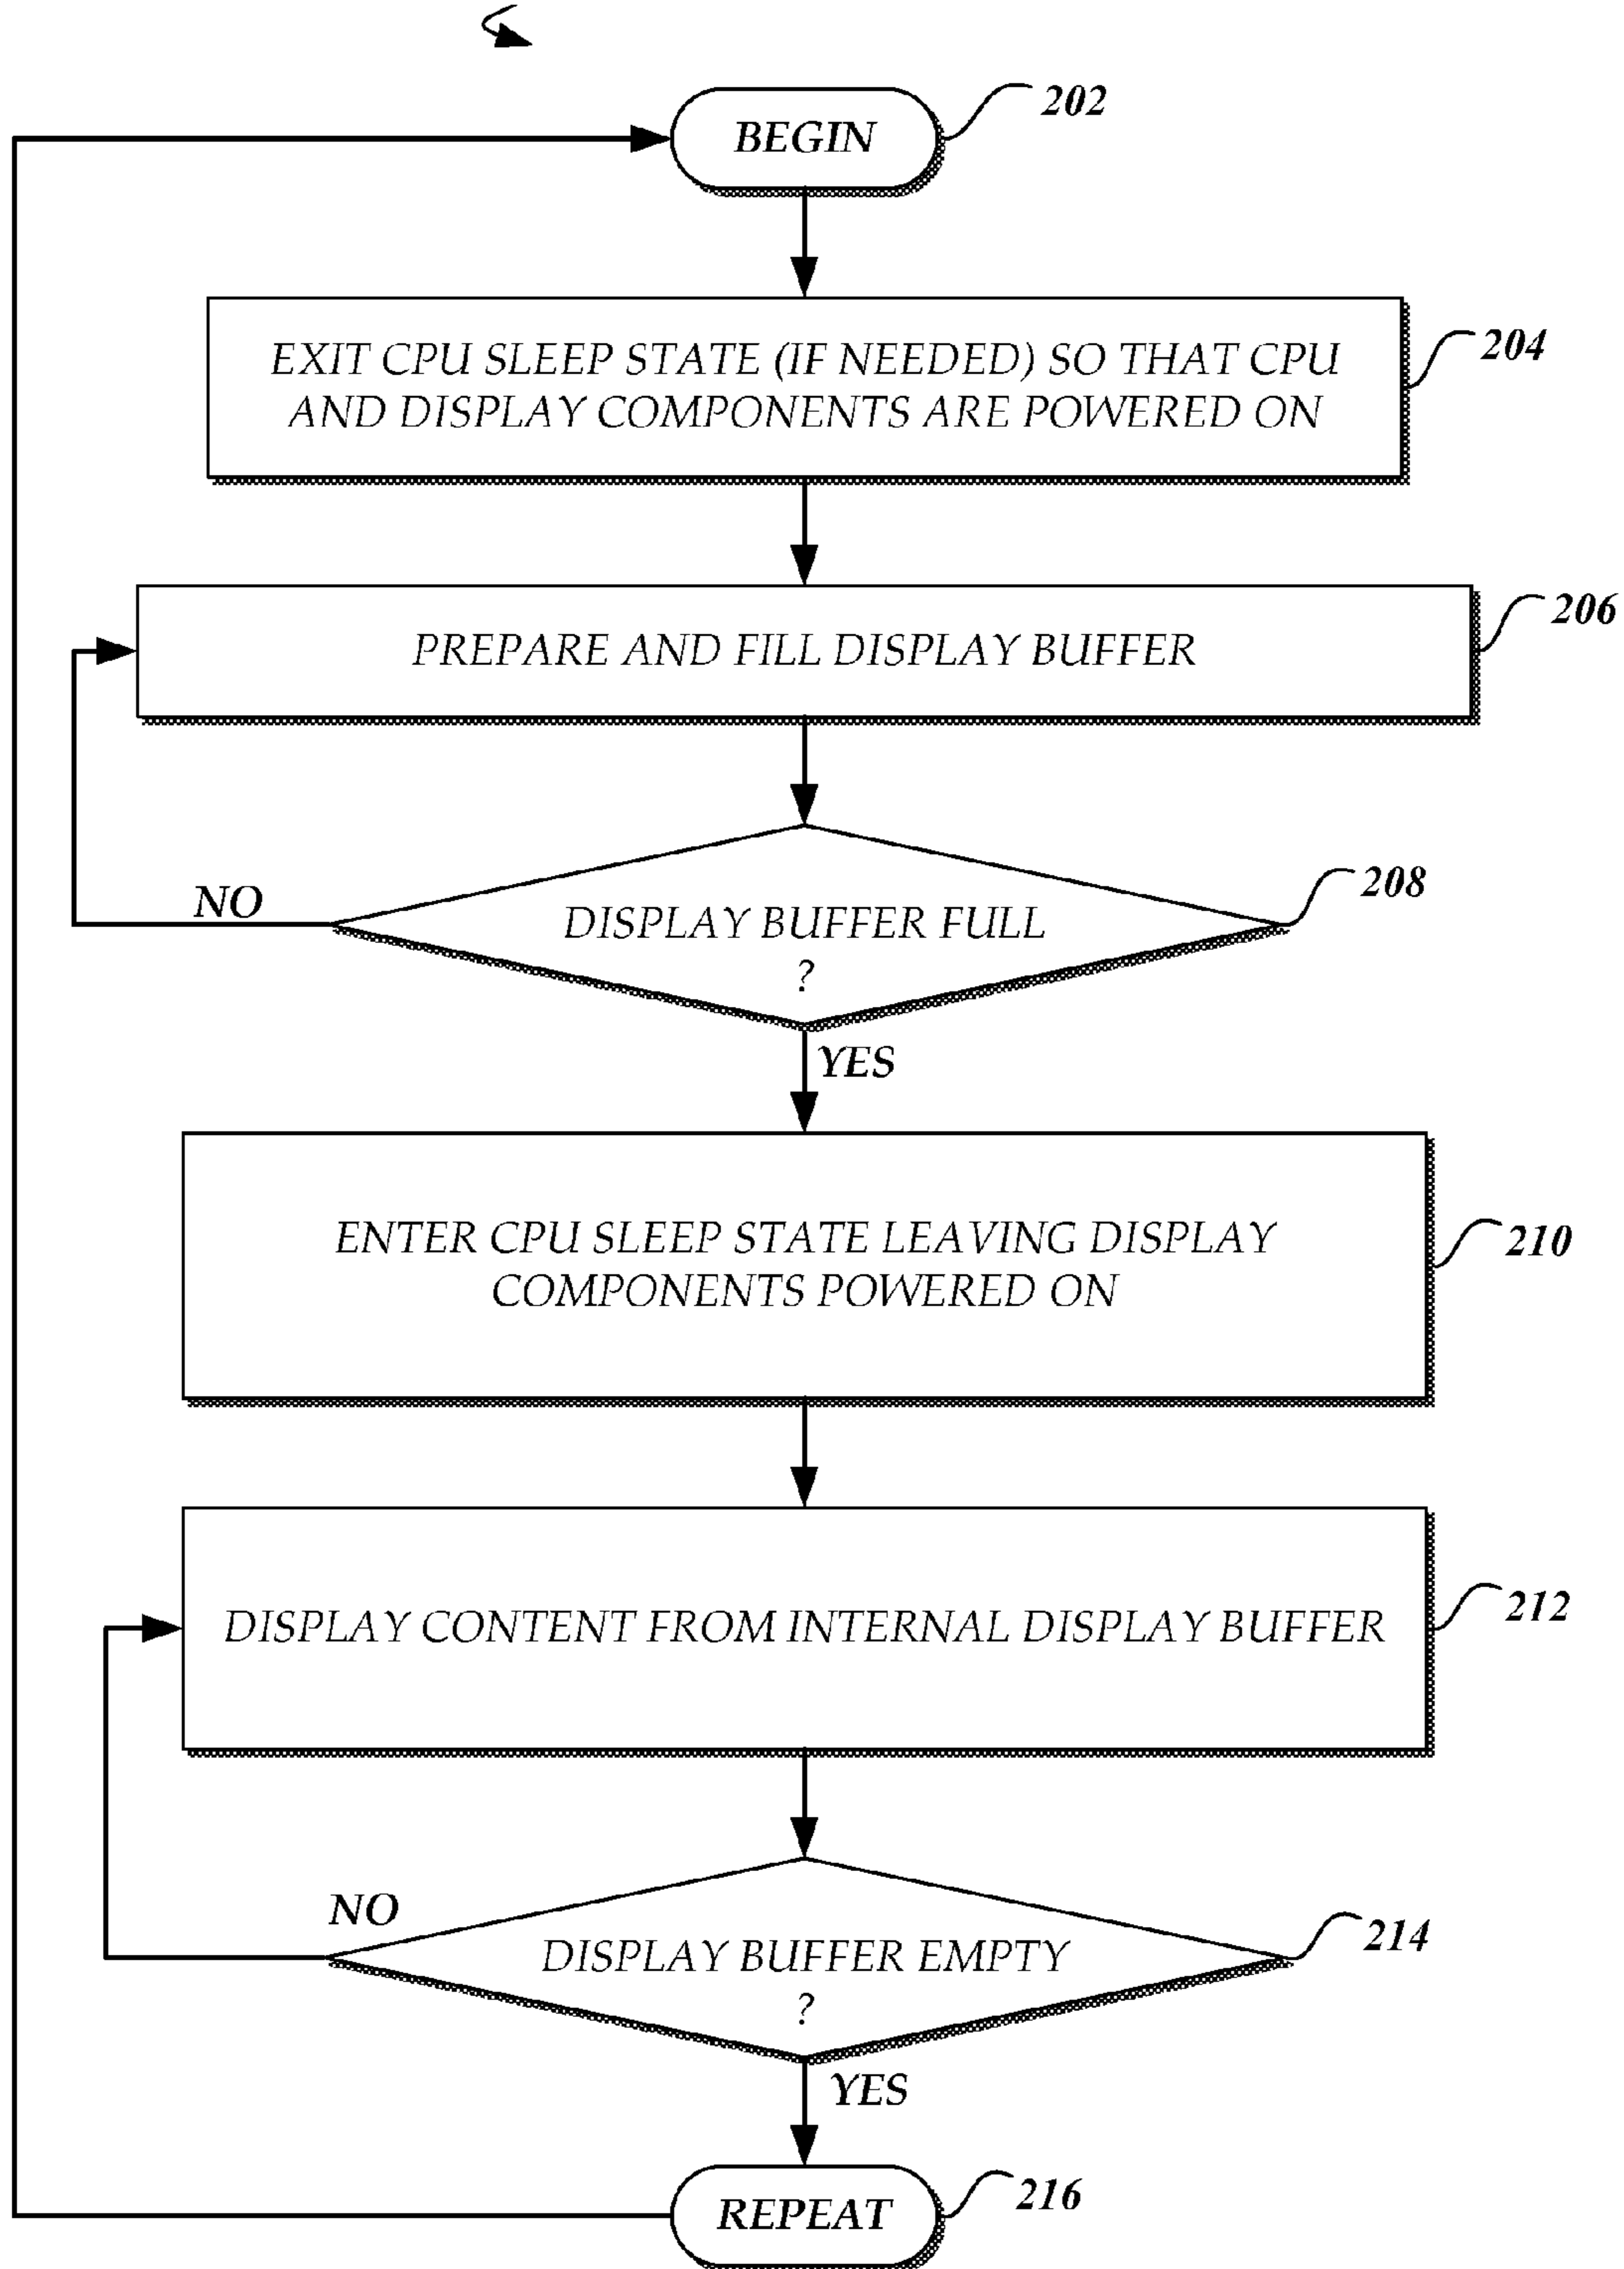 202
BEGIN
204
EXIT CPU SLEEP STATE (IF NEEDED) SO THAT CPU
AND DISPLAY COMPONENTS ARE POWERED ON
206
PREPARE AND FILL DISPLAY BUFFER
208
NO
DISPLAY BUFFER FULL
?
YES
210
ENTER CPU SLEEP STATE LEAVING DISPLAY
COMPONENTS POWERED ON
212
DISPLAY CONTENT FROM INTERNAL DISPLAY BUFFER
NO
214
DISPLAY BUFFER EMPTY
?
YES
216
REPEAT